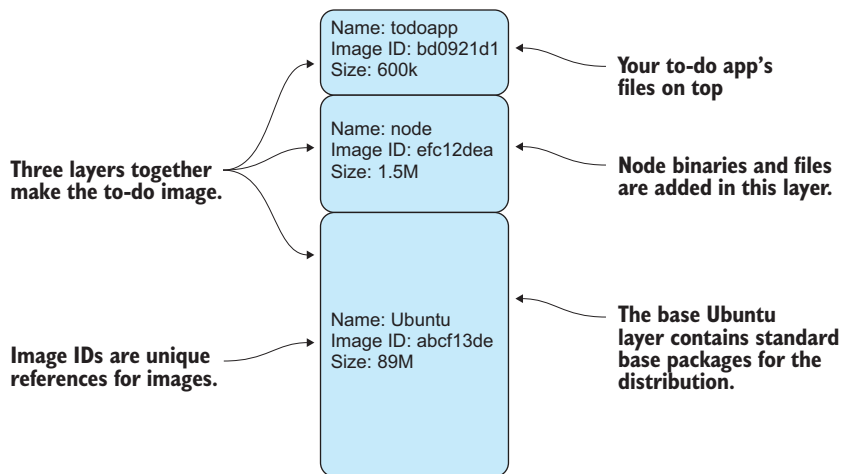 Name: todoapp
Image ID: bd0921d1
Size: 600k
Your to-do app's
files on top
Name: node
Image ID: efc12dea
Size: 1.5M
Three layers together
make the to-do image.
Node binaries and files
are added in this layer.
Name: Ubuntu
Image ID: abcf13de
Size: 89M
Image IDs are unique
references for images.
The base Ubuntu
layer contains standard
base packages for the
distribution.